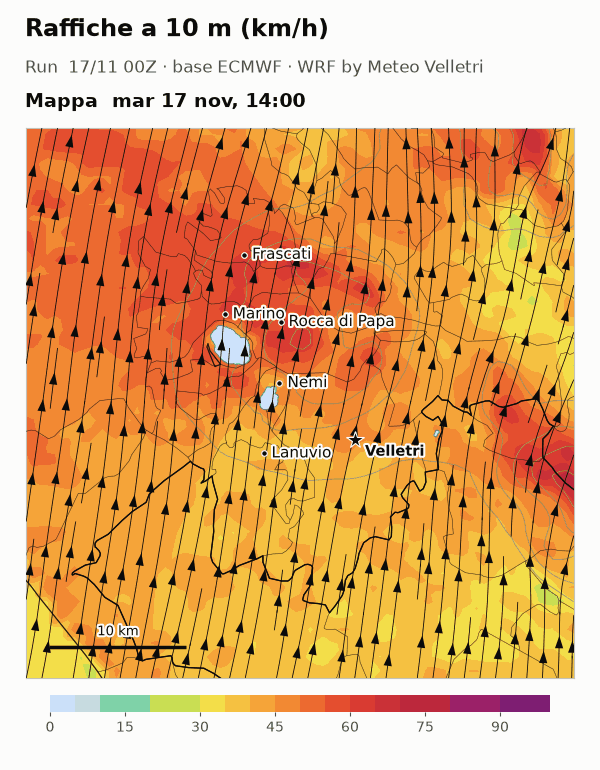 Raffiche a 10 m (km/h)
Run 17/11 00Z · base ECMWF · WRF by Meteo Velletri
Mappa mar 17 nov, 14:00
Frascati
Marino
Rocca di Papa
Nemi
Velletri
Lanuvio
10 km
0 15 30 45 60 75 90